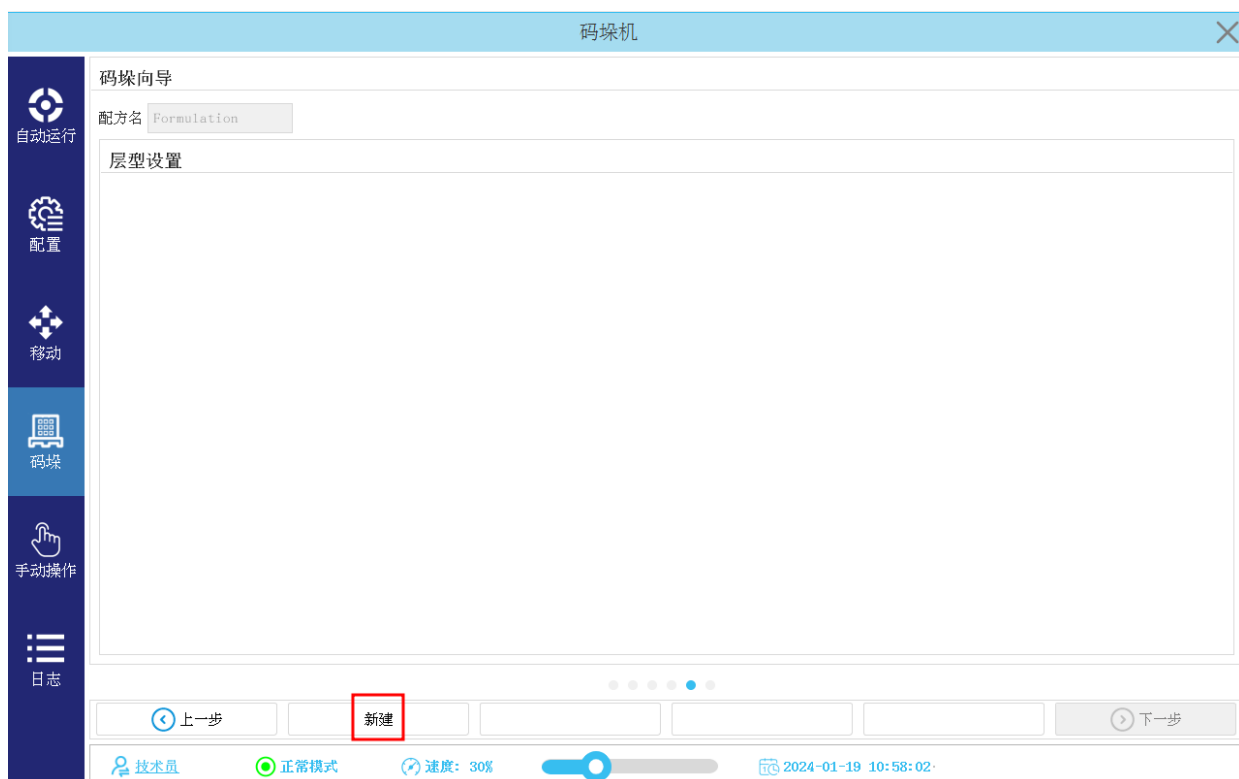 码垛机
码垛向导
配方名 Formulation
层型设置
自动运行
配置
移动
码垛
手动操作
日志
上一步 新建 下一步
技术员 正常模式 速度: 30% 2024-01-19 10:58:02